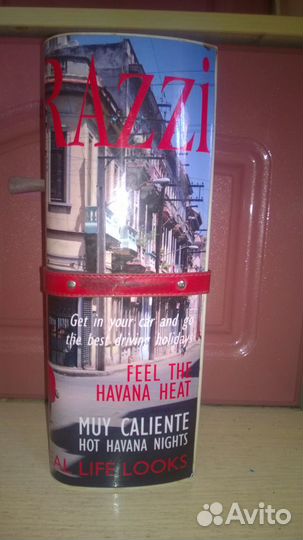 RAZZi
Get in your car and go
the best driving holidays
FEEL THE
HAVANA HEAT
MUY CALIENTE
HOT HAVANA NIGHTS
AL LIFE LOOKS
Avito